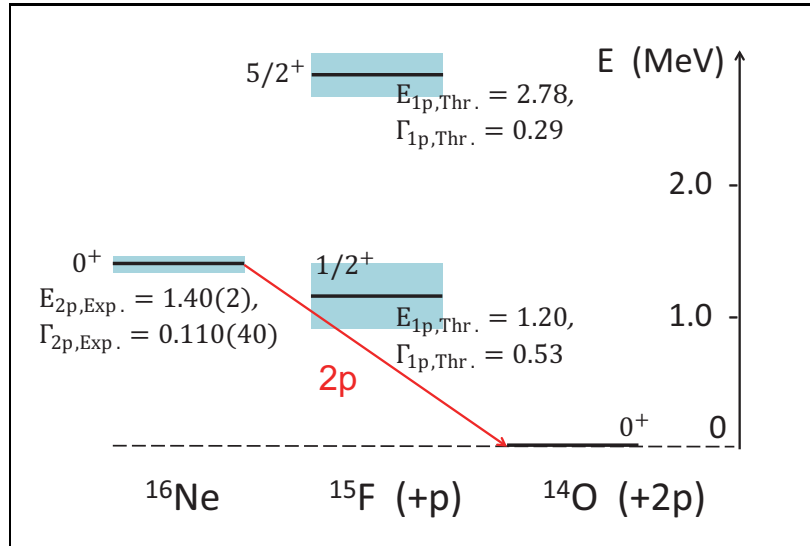 5/2⁺
E (MeV)
E₁ₚ,Thr. = 2.78,
Γ₁ₚ,Thr. = 0.29
2.0
0⁺
1/2⁺
E₂ₚ,Exp. = 1.40(2),
Γ₂ₚ,Exp. = 0.110(40)
E₁ₚ,Thr. = 1.20,
Γ₁ₚ,Thr. = 0.53
1.0
2p
0⁺
0
¹⁶Ne
¹⁵F (+p)
¹⁴O (+2p)